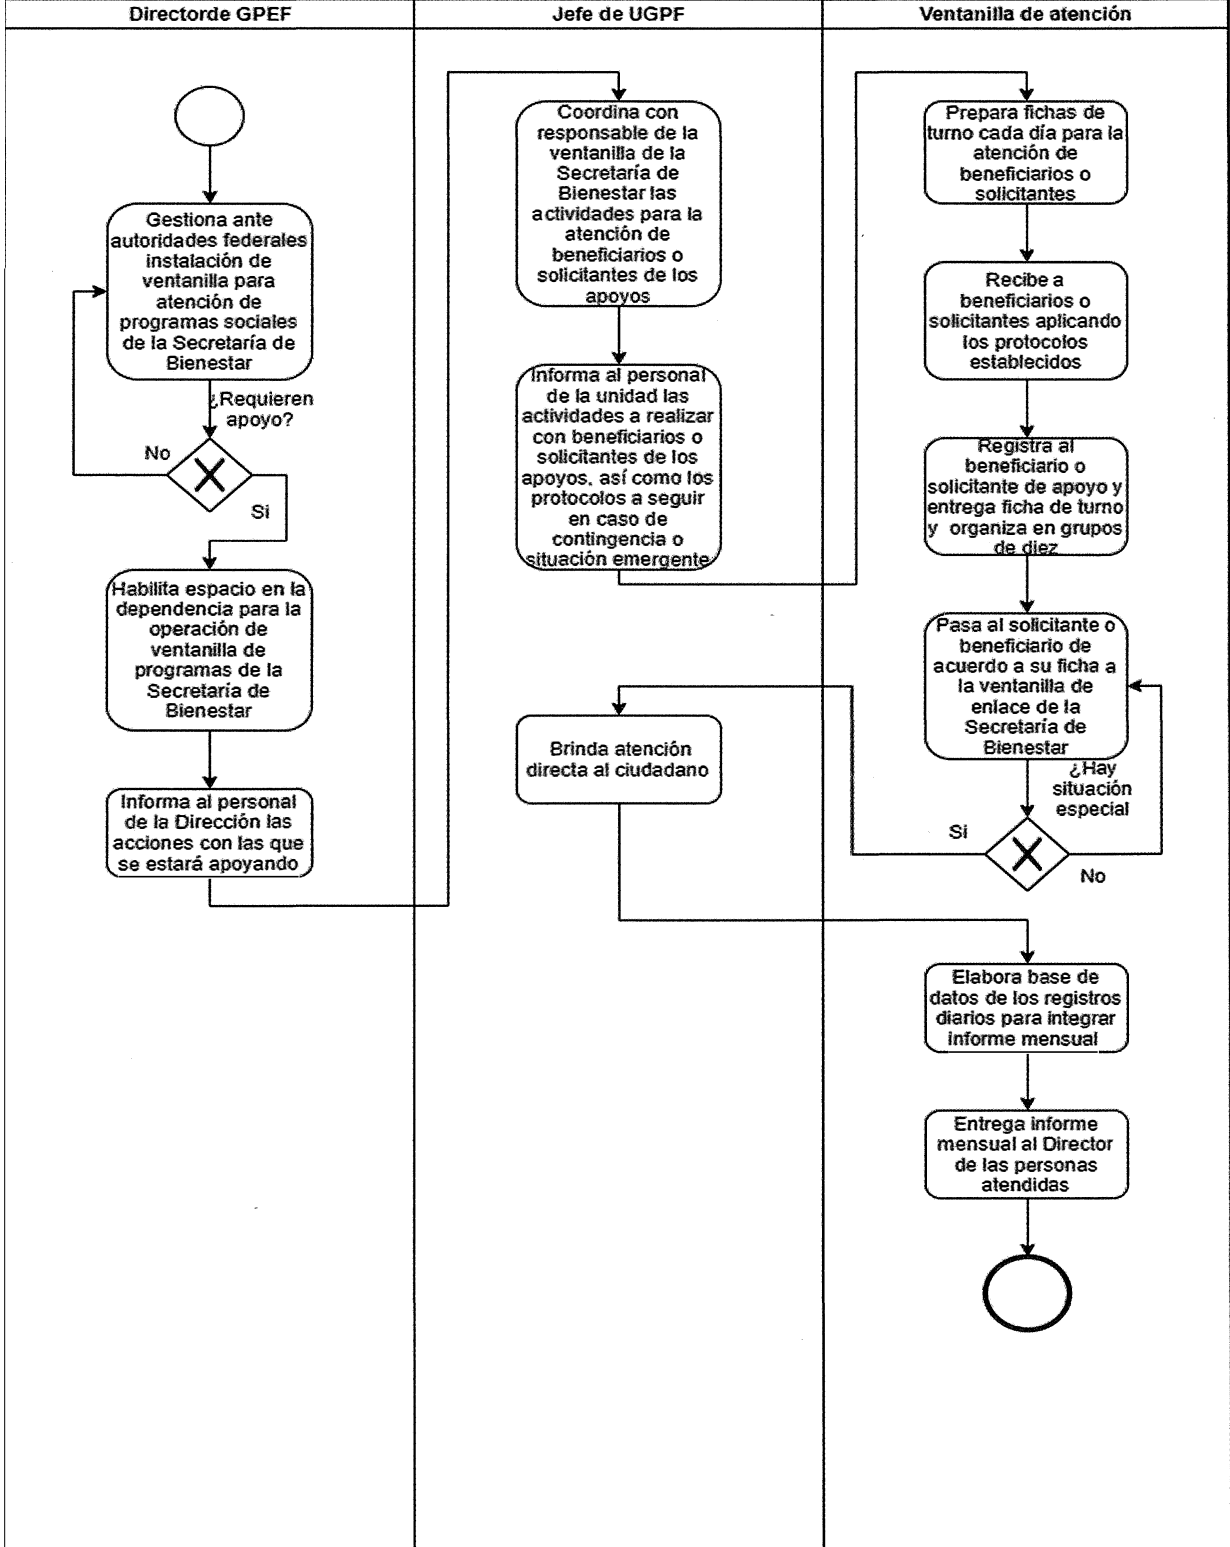 Directorde GPEF
Jefe de UGPF
Ventanilla de atención
Gestiona ante
autoridades federales
instalación de
ventanilla para
atención de
programas sociales
de la Secretaría de
Bienestar
¿Requieren
apoyo?
No
Si
Habilita espacio en la
dependencia para la
operación de
ventanilla de
programas de la
Secretaría de
Bienestar
Informa al personal
de la Dirección las
acciones con las que
se estará apoyando
Coordina con
responsable de la
ventanilla de la
Secretaría de
Bienestar las
actividades para la
atención de
beneficiarios o
solicitantes de los
apoyos
Informa al personal
de la unidad las
actividades a realizar
con beneficiarios o
solicitantes de los
apoyos, así como los
protocolos a seguir
en caso de
contingencia o
situación emergente
Brinda atención
directa al ciudadano
Prepara fichas de
turno cada día para la
atención de
beneficiarios o
solicitantes
Recibe a
beneficiarios o
solicitantes aplicando
los protocolos
establecidos
Registra al
beneficiario o
solicitante de apoyo y
entrega ficha de turno
y organiza en grupos
de diez
Pasa al solicitante o
beneficiario de
acuerdo a su ficha a
la ventanilla de
enlace de la
Secretaría de
Bienestar
¿Hay
situación
especial
Si
No
Elabora base de
datos de los registros
diarios para integrar
informe mensual
Entrega informe
mensual al Director
de las personas
atendidas